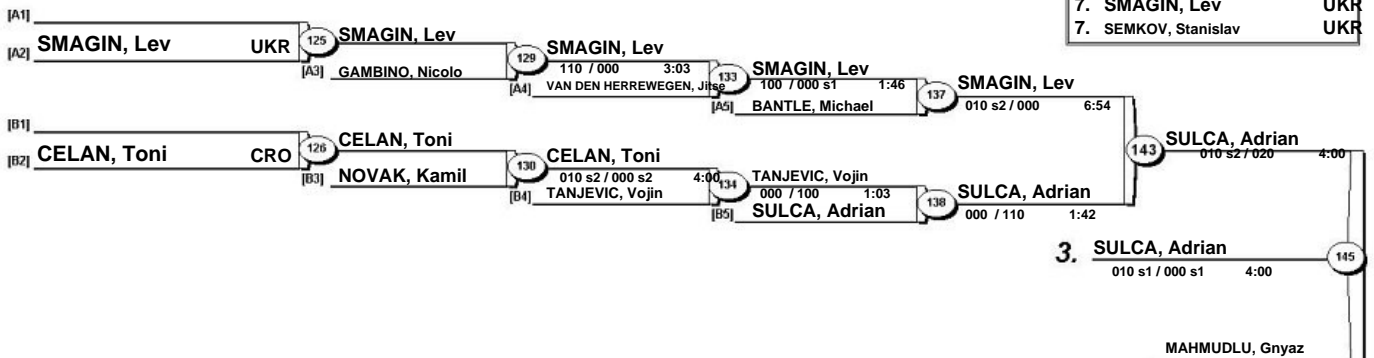 7. SMAGIN, Lev UKR
7. SEMKOV, Stanislav UKR
[A1]
[A2] SMAGIN, Lev UKR
125
SMAGIN, Lev
[A3] GAMBINO, Nicolo
129
SMAGIN, Lev
110 / 000 3:03
[A4] VAN DEN HERREWEGEN, Jitse
133
SMAGIN, Lev
100 / 000 s1 1:46
[A5] BANTLE, Michael
137
SMAGIN, Lev
010 s2 / 000 6:54
[B1]
[B2] CELAN, Toni CRO
126
CELAN, Toni
[B3] NOVAK, Kamil
130
CELAN, Toni
010 s2 / 000 s2 4:00
[B4] TANJEVIC, Vojin
134
TANJEVIC, Vojin
000 / 100 1:03
[B5] SULCA, Adrian
138
SULCA, Adrian
000 / 110 1:42
143
SULCA, Adrian
010 s2 / 020 4:00
3. SULCA, Adrian
010 s1 / 000 s1 4:00
145
MAHMUDLU, Gnyaz